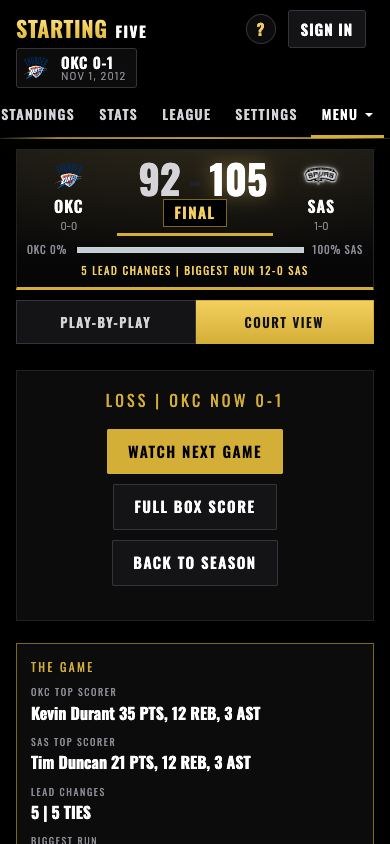 STARTING FIVE
?
SIGN IN
OKC 0-1
NOV 1, 2012
STANDINGS STATS LEAGUE SETTINGS MENU
92 - 105
OKC
SAS
0-0
FINAL
1-0
OKC 0%
100% SAS
5 LEAD CHANGES | BIGGEST RUN 12-0 SAS
PLAY-BY-PLAY
COURT VIEW
LOSS | OKC NOW 0-1
WATCH NEXT GAME
FULL BOX SCORE
BACK TO SEASON
THE GAME
OKC TOP SCORER
Kevin Durant 35 PTS, 12 REB, 3 AST
SAS TOP SCORER
Tim Duncan 21 PTS, 12 REB, 3 AST
LEAD CHANGES
5 | 5 TIES
BIGGEST RUN